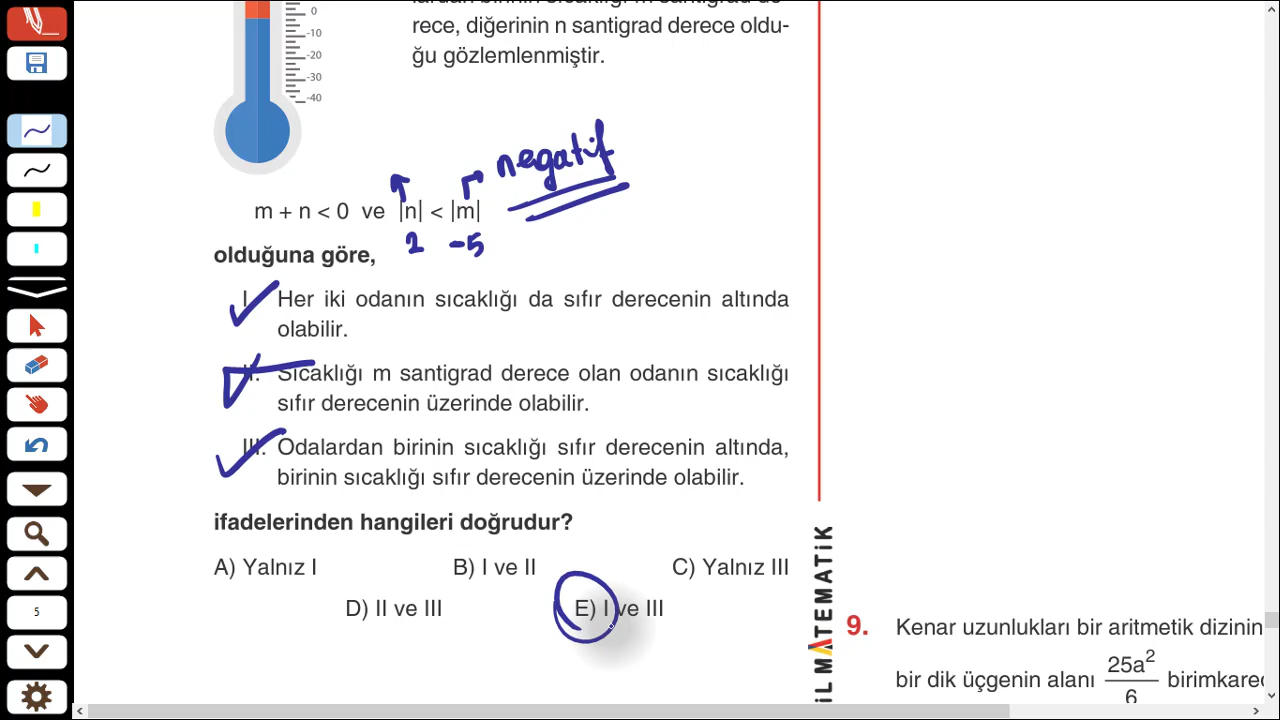 0
-10
-20
-30
-40
rece, diğerinin n santigrad derece oldu-
ğu gözlemlenmiştir.
negatif
m + n < 0 ve |n| < |m|
2 -5
olduğuna göre,
I. Her iki odanın sıcaklığı da sıfır derecenin altında
olabilir.
II. Sıcaklığı m santigrad derece olan odanın sıcaklığı
sıfır derecenin üzerinde olabilir.
III. Odalardan birinin sıcaklığı sıfır derecenin altında,
birinin sıcaklığı sıfır derecenin üzerinde olabilir.
ifadelerinden hangileri doğrudur?
A) Yalnız I B) I ve II C) Yalnız III
D) II ve III E) I ve III
İLMATEMATİK
9. Kenar uzunlukları bir aritmetik dizinin
bir dik üçgenin alanı 25a²/6 birimkare
5